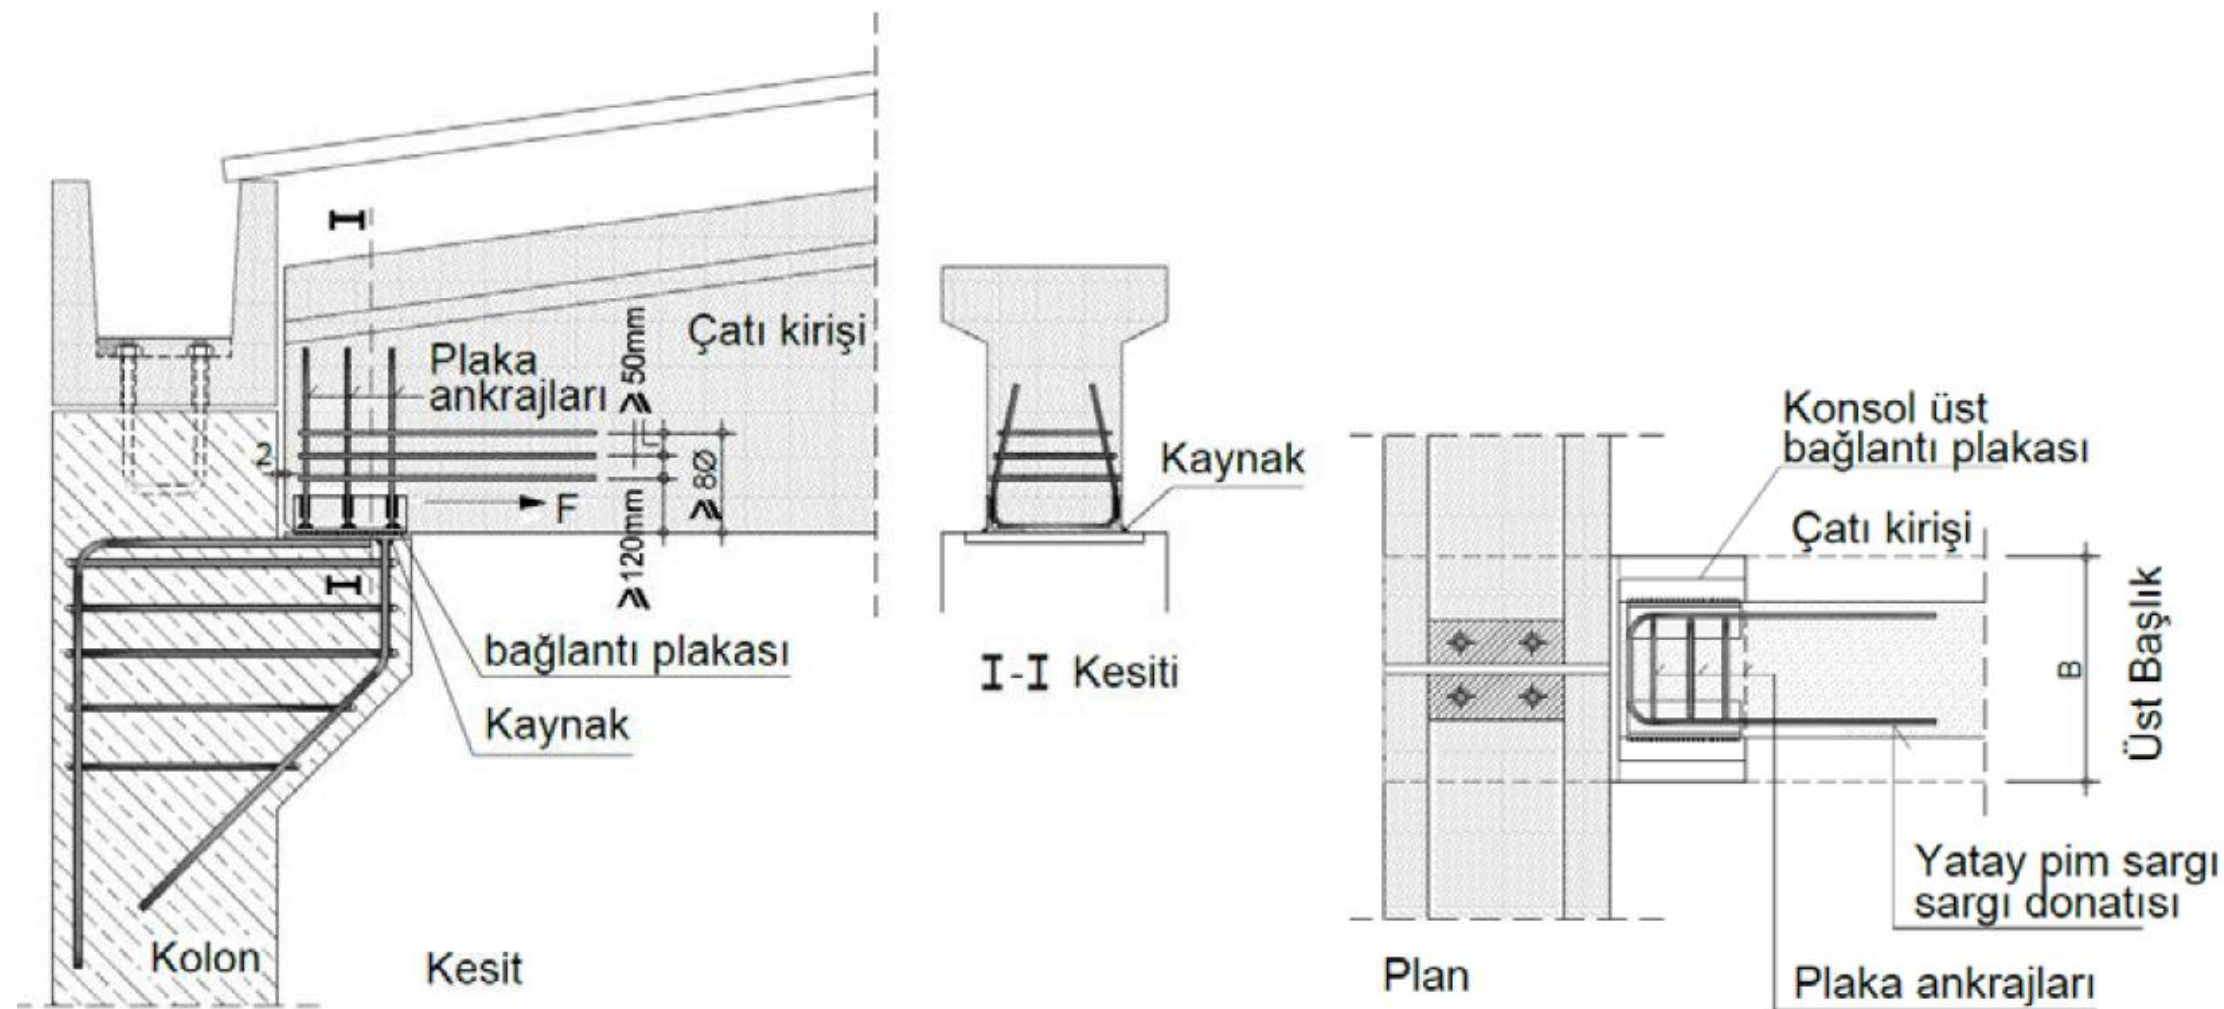 I
Plaka
ankrajları
Çatı kirişi
⩾ 50mm
2
F
⩾ 120mm
⩾ 8Ø
I
bağlantı plakası
Kaynak
Kolon
Kesit
Kaynak
I-I Kesiti
Konsol üst
bağlantı plakası
Çatı kirişi
B
Üst Başlık
Yatay pim sargı
sargı donatısı
Plan
Plaka ankrajları